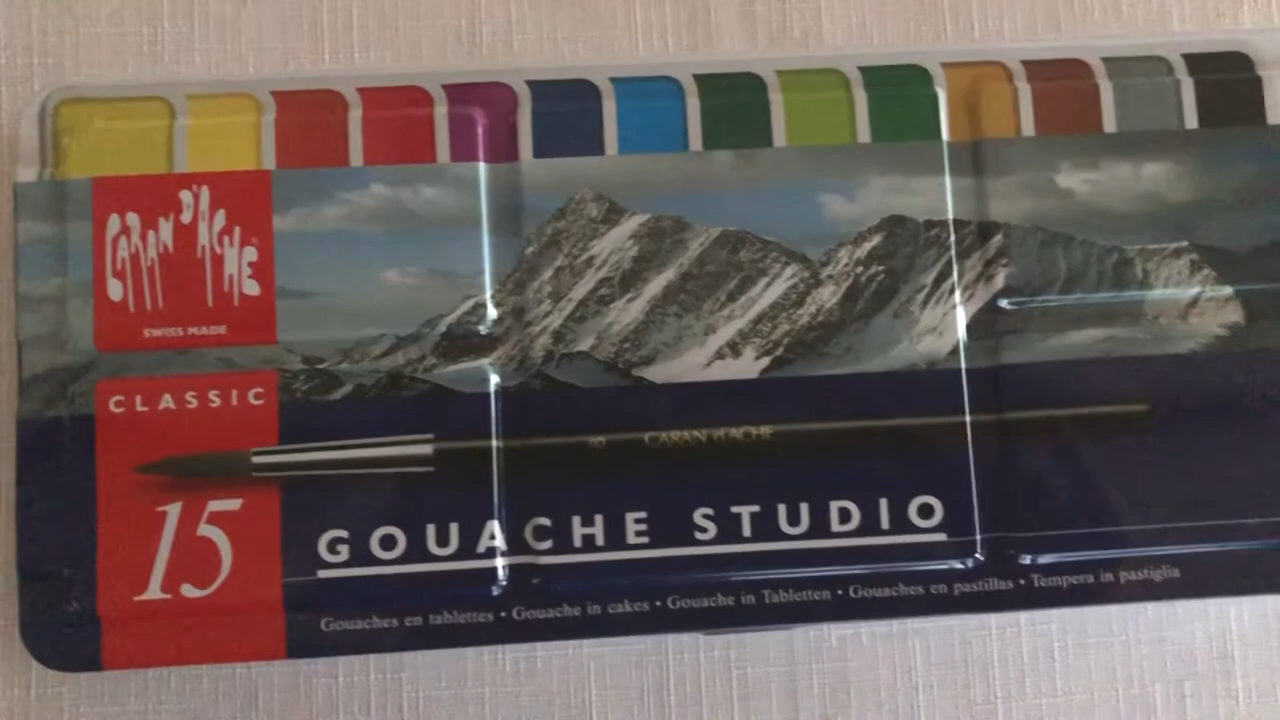 CARAN D'ACHE
SWISS MADE
CLASSIC
8 CARAN d'ACHE
15
GOUACHE STUDIO
Gouaches en tablettes • Gouache in cakes • Gouache in Tabletten • Gouaches en pastillas • Tempera in pastiglia